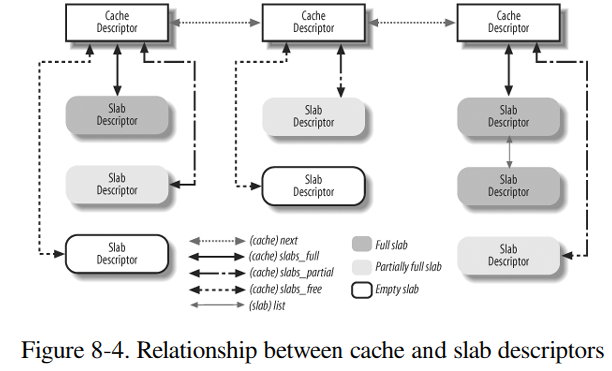 Cache
Descriptor
Cache
Descriptor
Cache
Descriptor
Slab
Descriptor
Slab
Descriptor
Slab
Descriptor
Slab
Descriptor
Slab
Descriptor
Slab
Descriptor
Slab
Descriptor
Slab
Descriptor
(cache) next
(cache) slabs_full
(cache) slabs_partial
(cache) slabs_free
(slab) list
Full slab
Partially full slab
Empty slab
Figure 8-4. Relationship between cache and slab descriptors